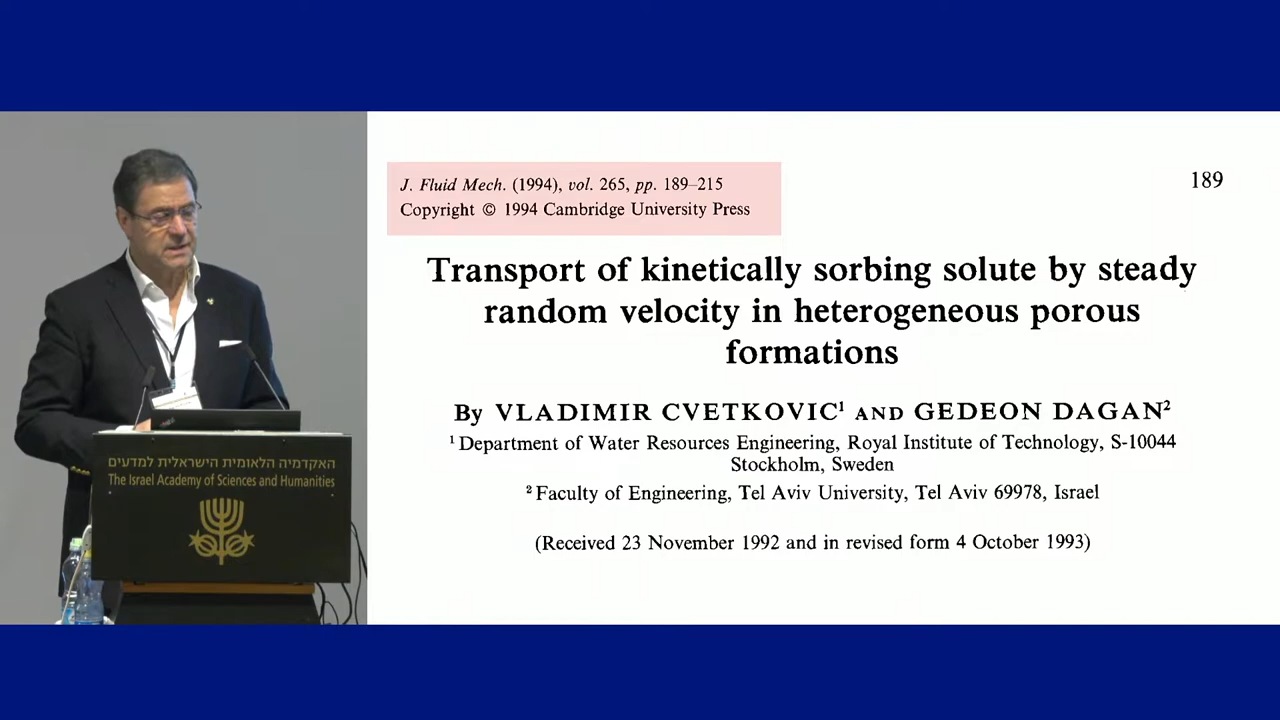 J. Fluid Mech. (1994), vol. 265, pp. 189–215
Copyright © 1994 Cambridge University Press
189
Transport of kinetically sorbing solute by steady
random velocity in heterogeneous porous
formations
By VLADIMIR CVETKOVIC¹ AND GEDEON DAGAN²
¹ Department of Water Resources Engineering, Royal Institute of Technology, S-10044
Stockholm, Sweden
² Faculty of Engineering, Tel Aviv University, Tel Aviv 69978, Israel
(Received 23 November 1992 and in revised form 4 October 1993)
האקדמיה הלאומית הישראלית למדעים
The Israel Academy of Sciences and Humanities